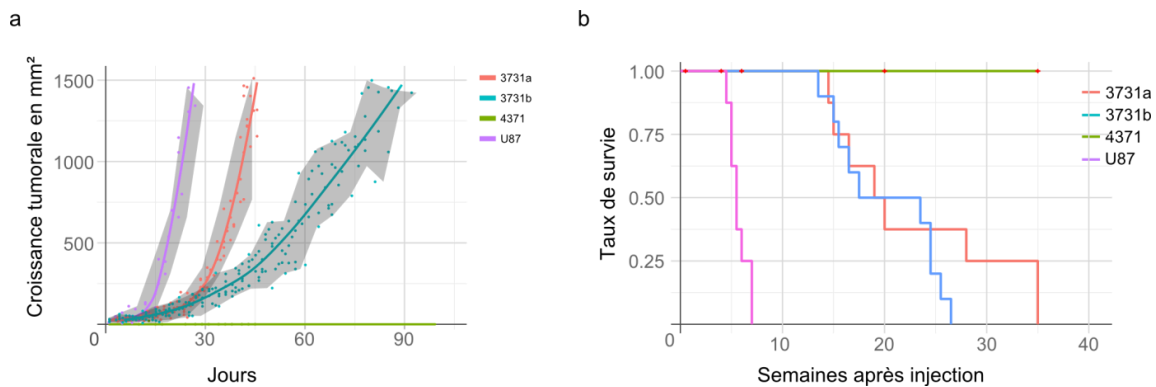 a
Croissance tumorale en mm²
1500
1000
500
0
30
60
90
Jours
3731a
3731b
4371
U87
b
Taux de survie
1.00
0.75
0.50
0.25
0
10
20
30
40
Semaines après injection
3731a
3731b
4371
U87